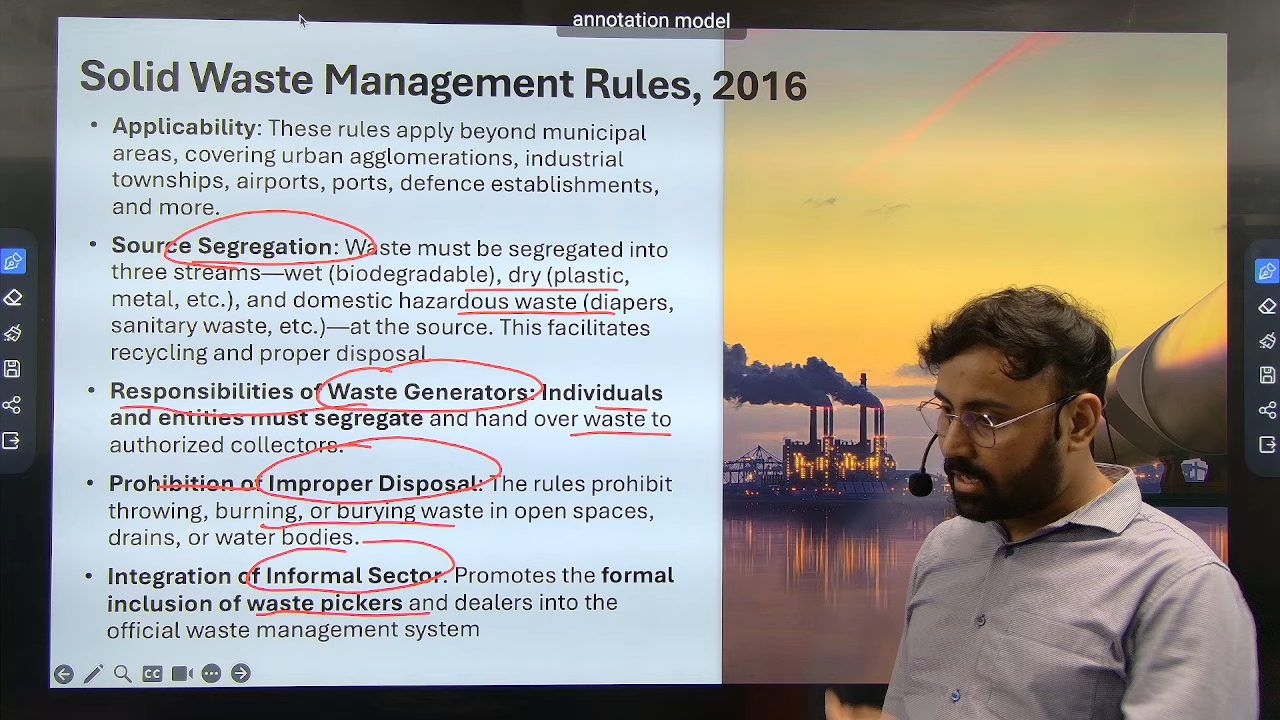 annotation model
Solid Waste Management Rules, 2016
• Applicability: These rules apply beyond municipal
areas, covering urban agglomerations, industrial
townships, airports, ports, defence establishments,
and more.
• Source Segregation: Waste must be segregated into
three streams—wet (biodegradable), dry (plastic,
metal, etc.), and domestic hazardous waste (diapers,
sanitary waste, etc.)—at the source. This facilitates
recycling and proper disposal
• Responsibilities of Waste Generators: Individuals
and entities must segregate and hand over waste to
authorized collectors.
• Prohibition of Improper Disposal: The rules prohibit
throwing, burning, or burying waste in open spaces,
drains, or water bodies.
• Integration of Informal Sector: Promotes the formal
inclusion of waste pickers and dealers into the
official waste management system
CC